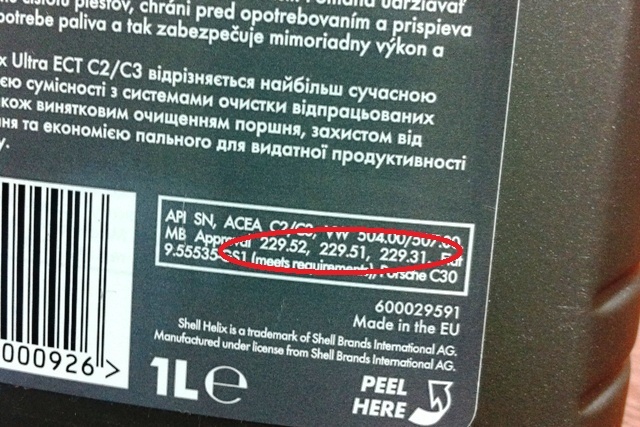 čistotu piestov, chráni pred opotrebovaním a prispieva
potrebe paliva a tak zabezpečuje mimoriadny výkon a
Ultra ECT C2/C3 відрізняється найбільш сучасною
сумісності з системами очистки відпрацьованих
винятковим очищенням поршня, захистом від
та економією пального для видатної продуктивності
API SN, ACEA C2/C3, VW 504.00/507.00
MB Approval 229.52, 229.51, 229.31, Fiat
9.55535-GS1 (meets requirements), Porsche C30
600029591
Made in the EU
Shell Helix is a trademark of Shell Brands International AG.
Manufactured under license from Shell Brands International AG.
000926 >
1L e
PEEL
HERE